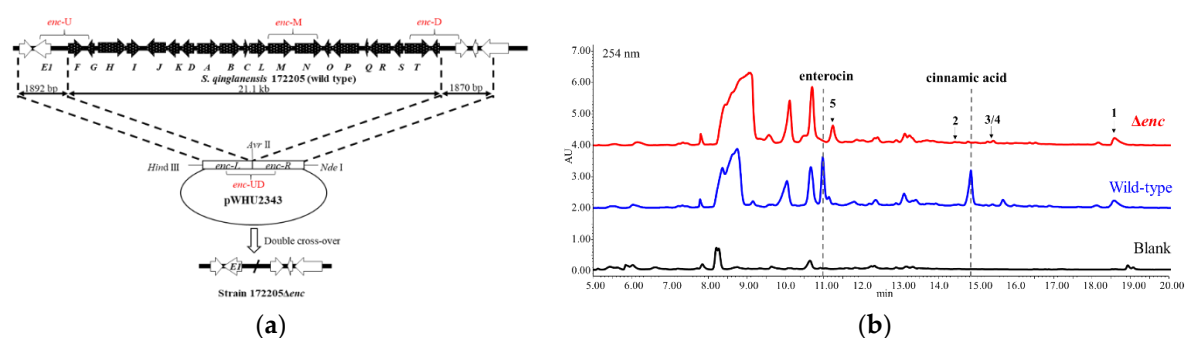 enc-U enc-M enc-D
E1 F G H I J K D A B C L M N O P Q R S T
S. qinglanensis 172205 (wild type)
1892 bp 21.1 kb 1870 bp
Avr II
Hind III enc-L enc-R Nde I
enc-UD
pWHU2343
Double cross-over
E1
Strain 172205Δenc
(a)
254 nm
enterocin cinnamic acid
5 2 3/4 1
Δenc
Wild-type
Blank
AU
7.00
6.00
5.00
4.00
3.00
2.00
1.00
0.00
5.00 6.00 7.00 8.00 9.00 10.00 11.00 12.00 13.00 14.00 15.00 16.00 17.00 18.00 19.00 20.00
min
(b)